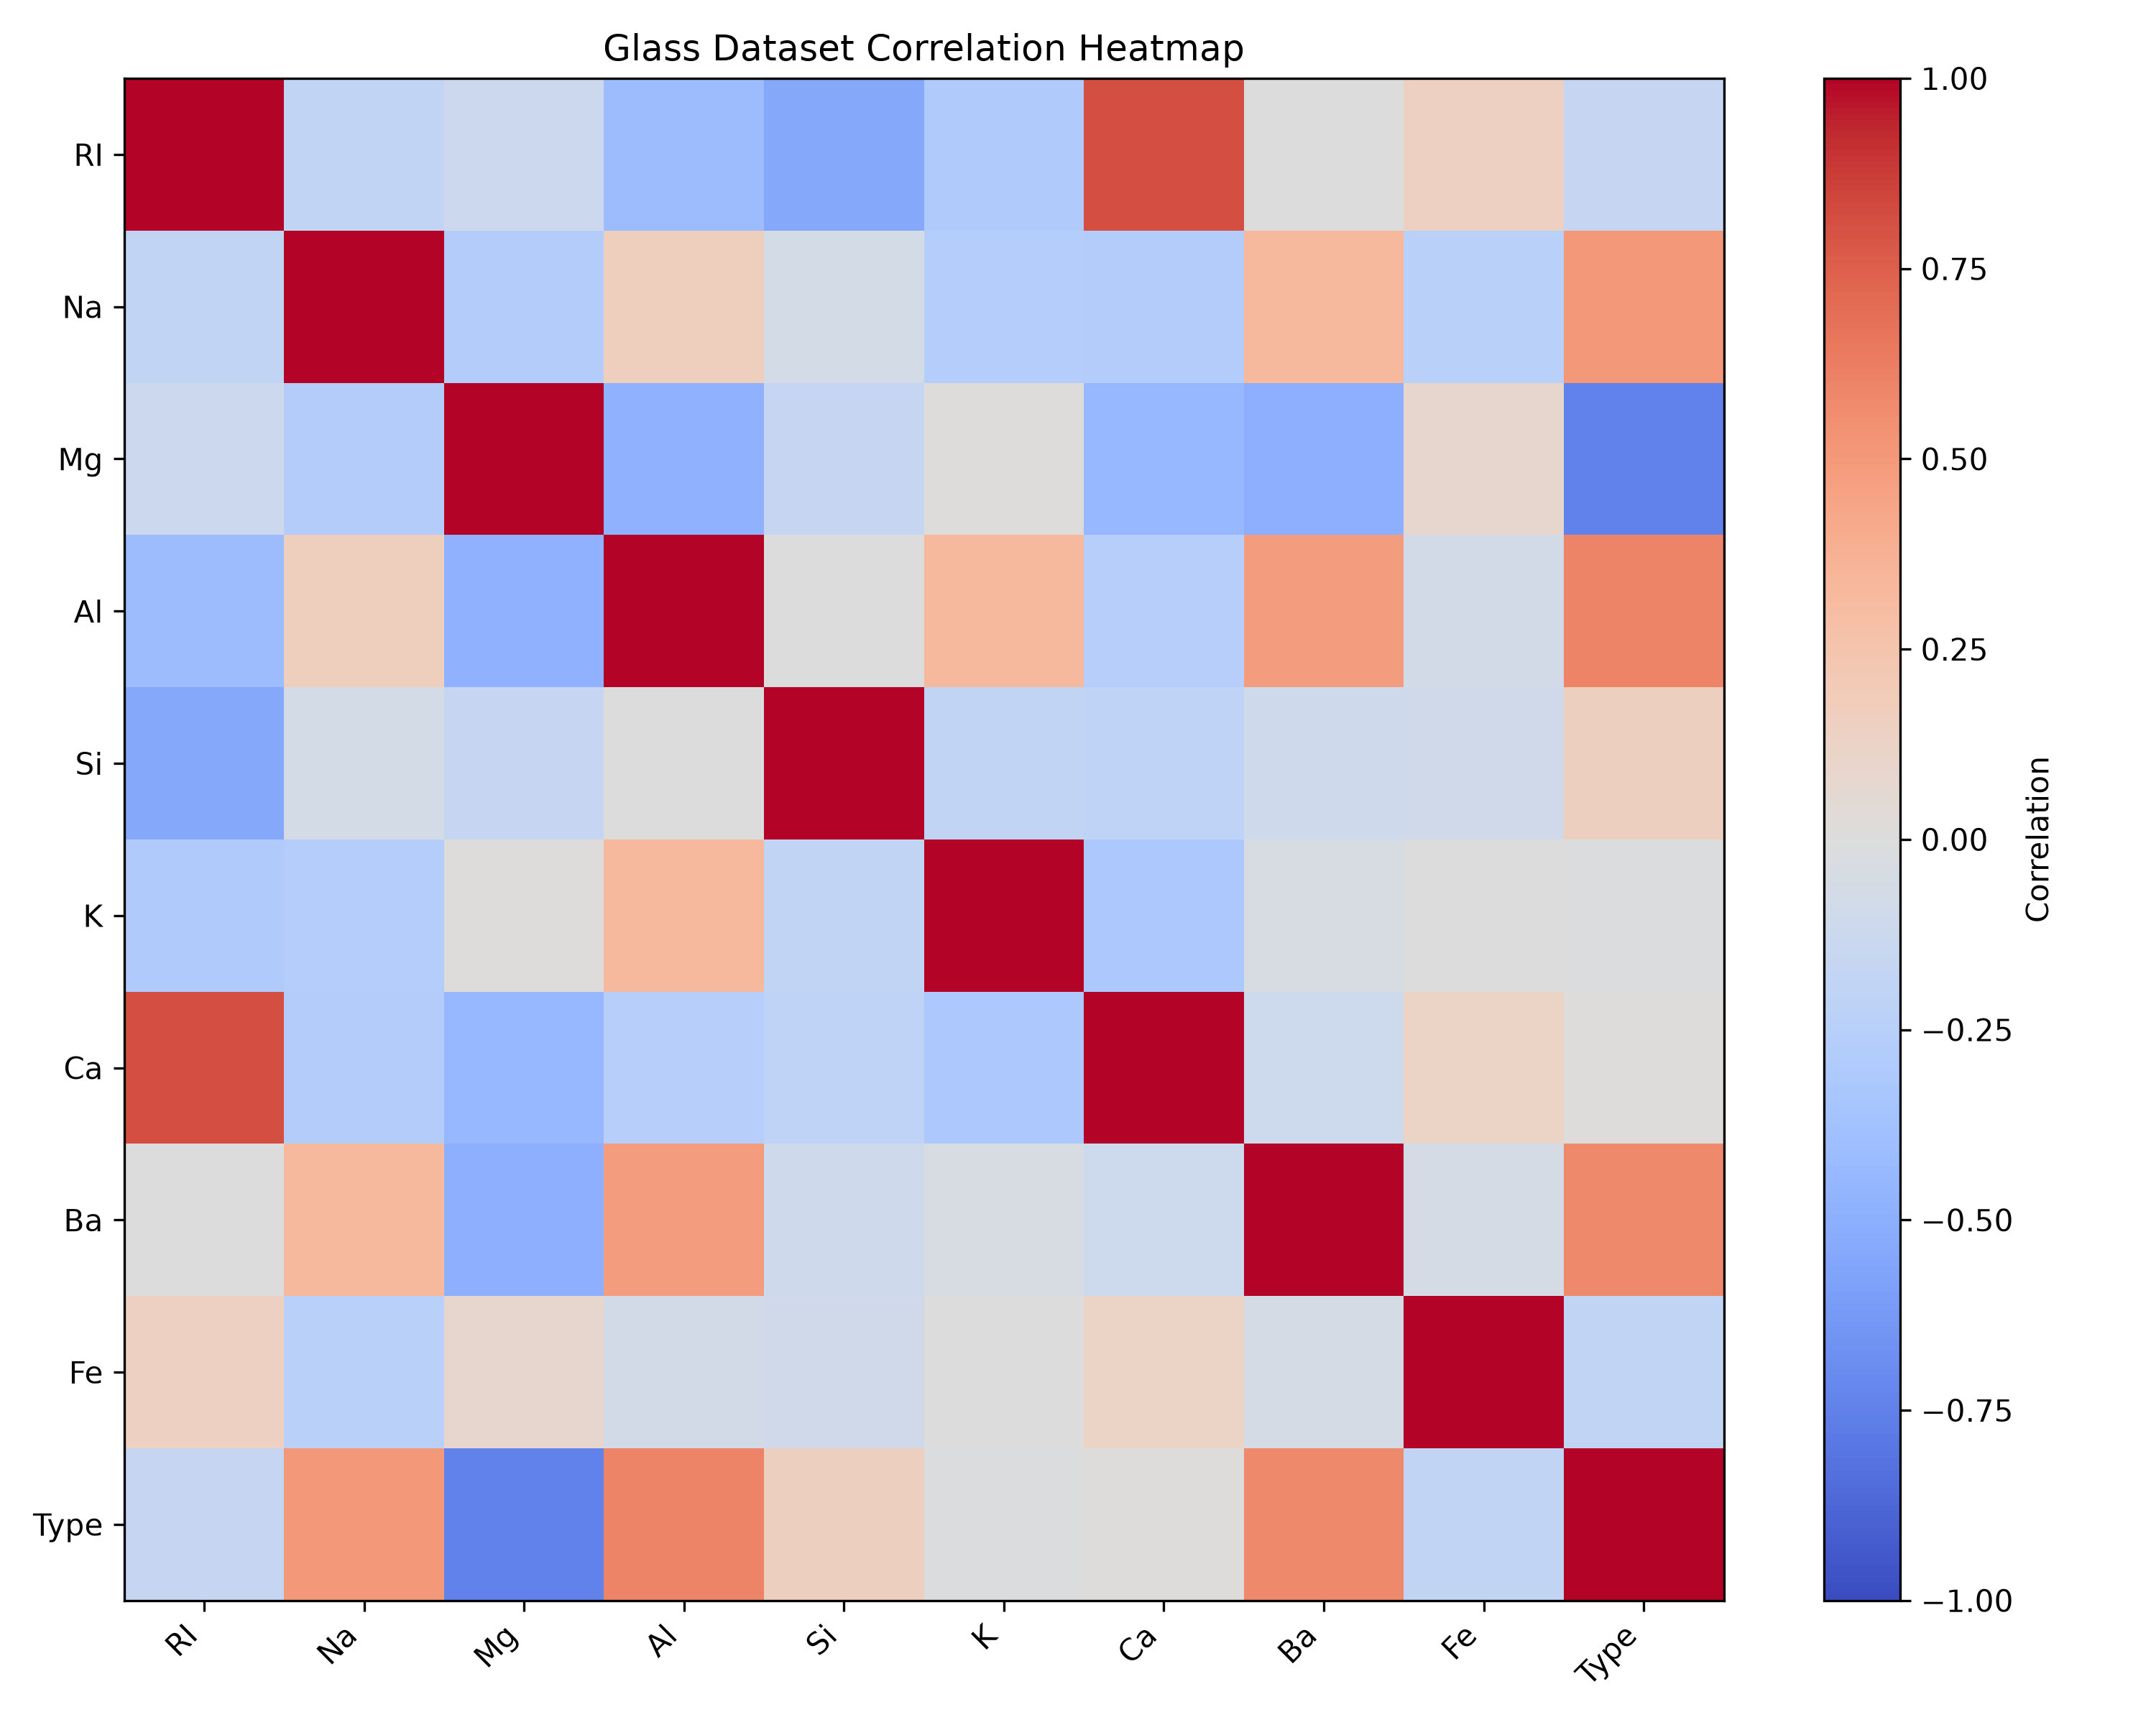 Glass Dataset Correlation Heatmap
RI
Na
Mg
Al
Si
K
Ca
Ba
Fe
Type
RI
Na
Mg
Al
Si
K
Ca
Ba
Fe
Type
1.00
0.75
0.50
0.25
0.00
−0.25
−0.50
−0.75
−1.00
Correlation